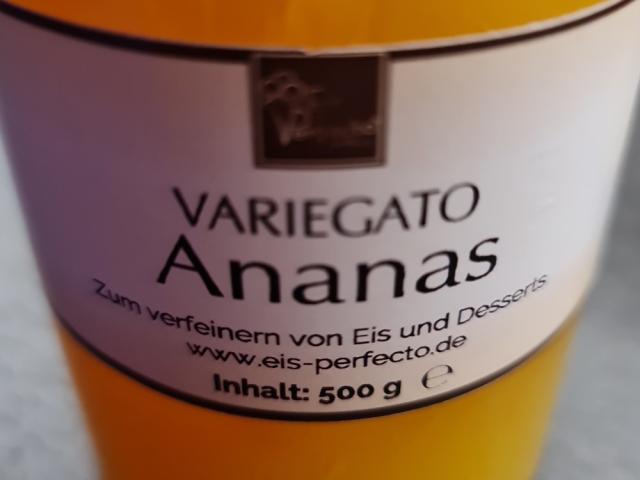 VARIEGATO
Ananas
Zum verfeinern von Eis und Desserts
www.eis-perfecto.de
Inhalt: 500 g ℮